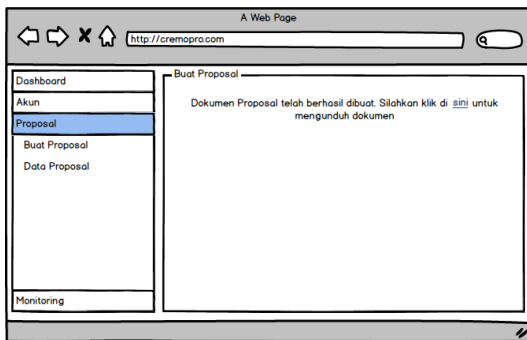 A Web Page
http://cremopro.com
Dashboard
Akun
Proposal
Buat Proposal
Data Proposal
Monitoring
Buat Proposal
Dokumen Proposal telah berhasil dibuat. Silahkan klik di sini untuk
mengunduh dokumen